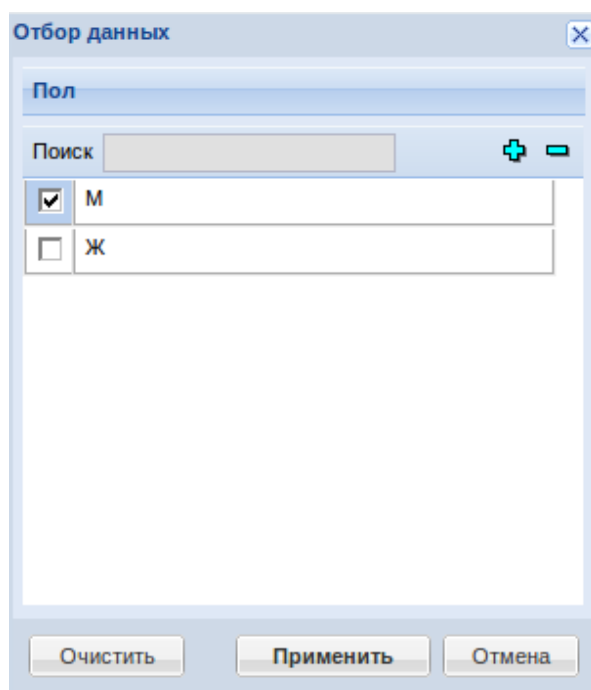 Отбор данных
Пол
Поиск
М
Ж
Очистить Применить Отмена